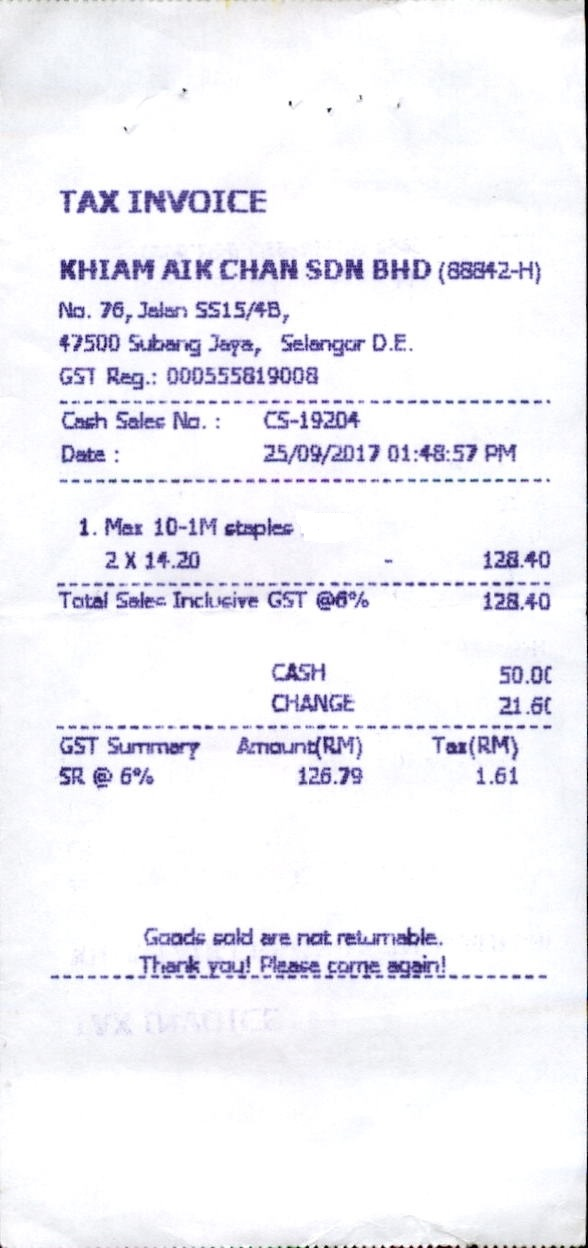 TAX INVOICE
KHIAM AIK CHAN SDN BHD (88842-H)
No. 76, Jalan SS15/4B,
47500 Subang Jaya, Selangor D.E.
GST Reg.: 000555819008
Cash Sales No. : CS-19204
Date : 25/09/2017 01:48:57 PM
1. Max 10-1M staples
2 X 14.20 - 128.40
Total Sales Inclusive GST @6% 128.40
CASH 50.00
CHANGE 21.60
GST Summary Amount(RM) Tax(RM)
SR @ 6% 126.79 1.61
Goods sold are not returnable.
Thank you! Please come again!